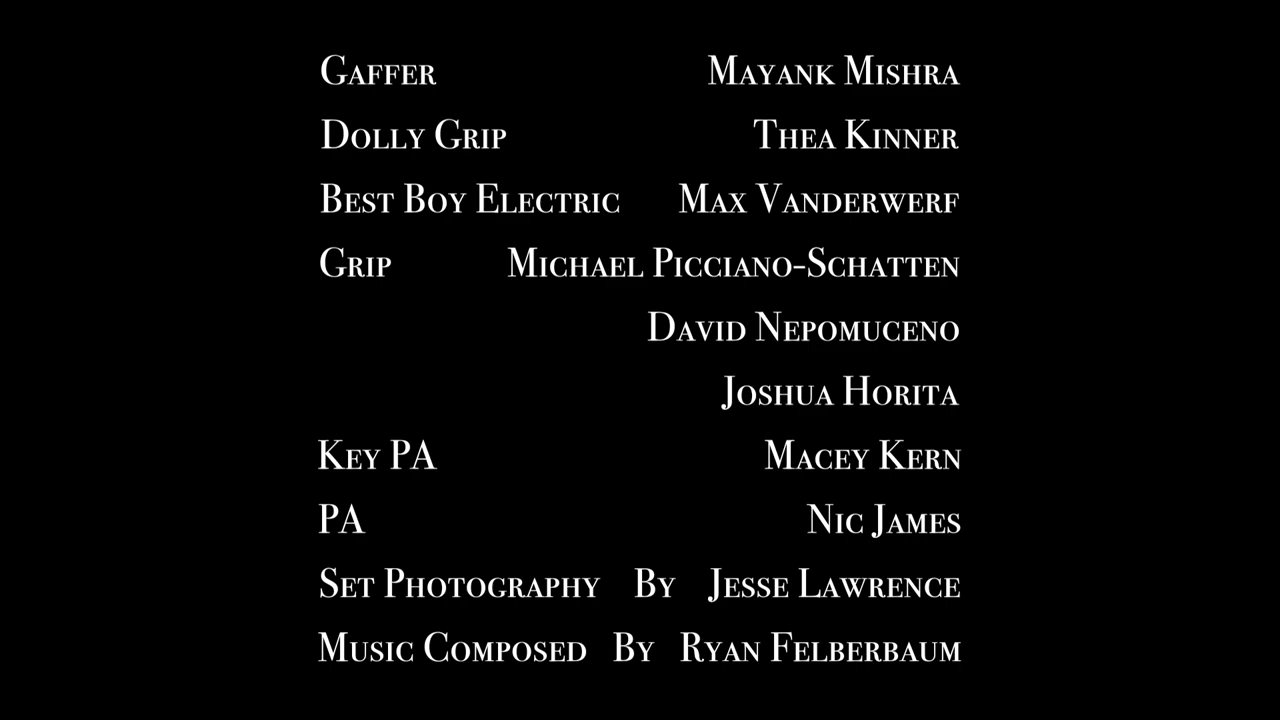 Gaffer Mayank Mishra
Dolly Grip Thea Kinner
Best Boy Electric Max Vanderwerf
Grip Michael Picciano-Schatten
David Nepomuceno
Joshua Horita
Key PA Macey Kern
PA Nic James
Set Photography By Jesse Lawrence
Music Composed By Ryan Felberbaum